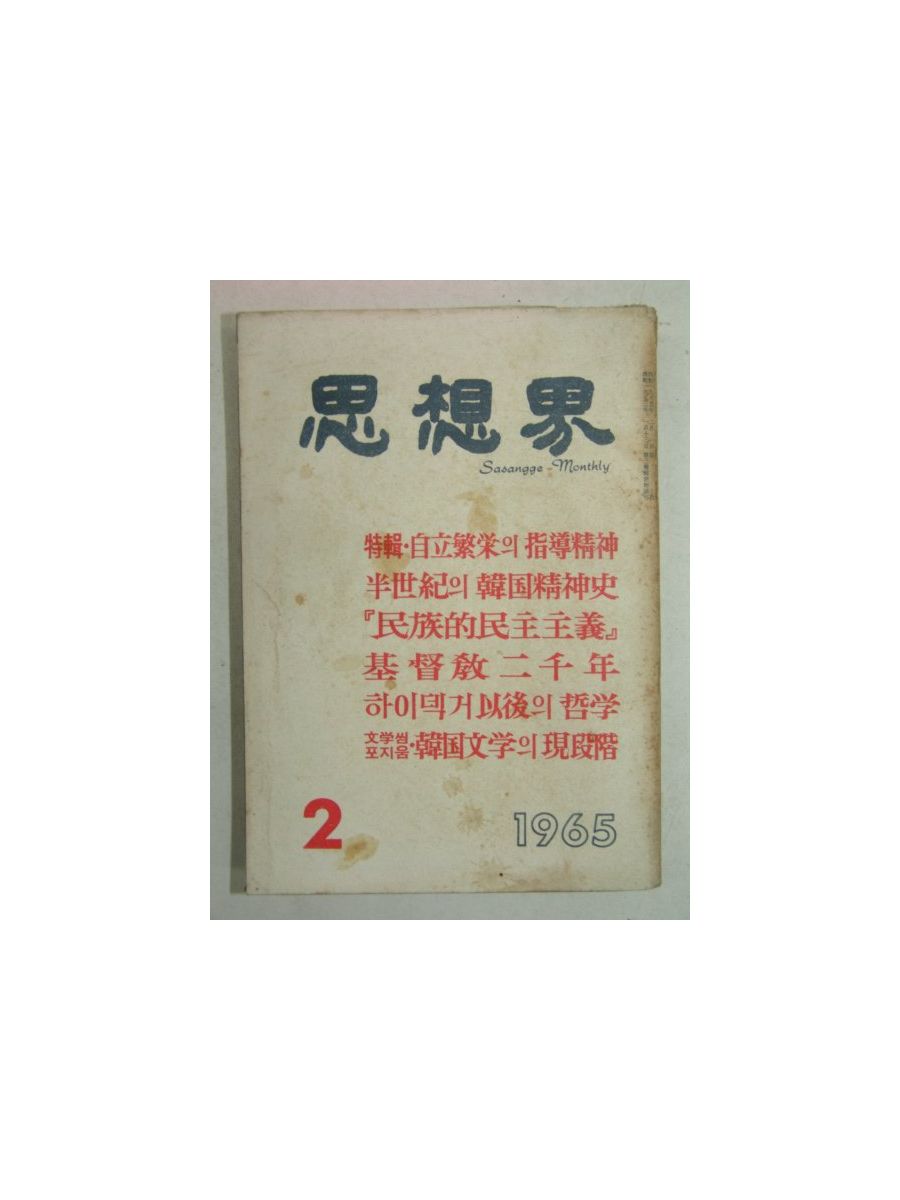 思想界
Sasangge Monthly
特輯·自立繁栄의 指導精神
半世紀의 韓国精神史
『民族的民主主義』
基督敎二千年
하이덱거以後의 哲学
文学씸포지움·韓国文学의 現段階
2 1965